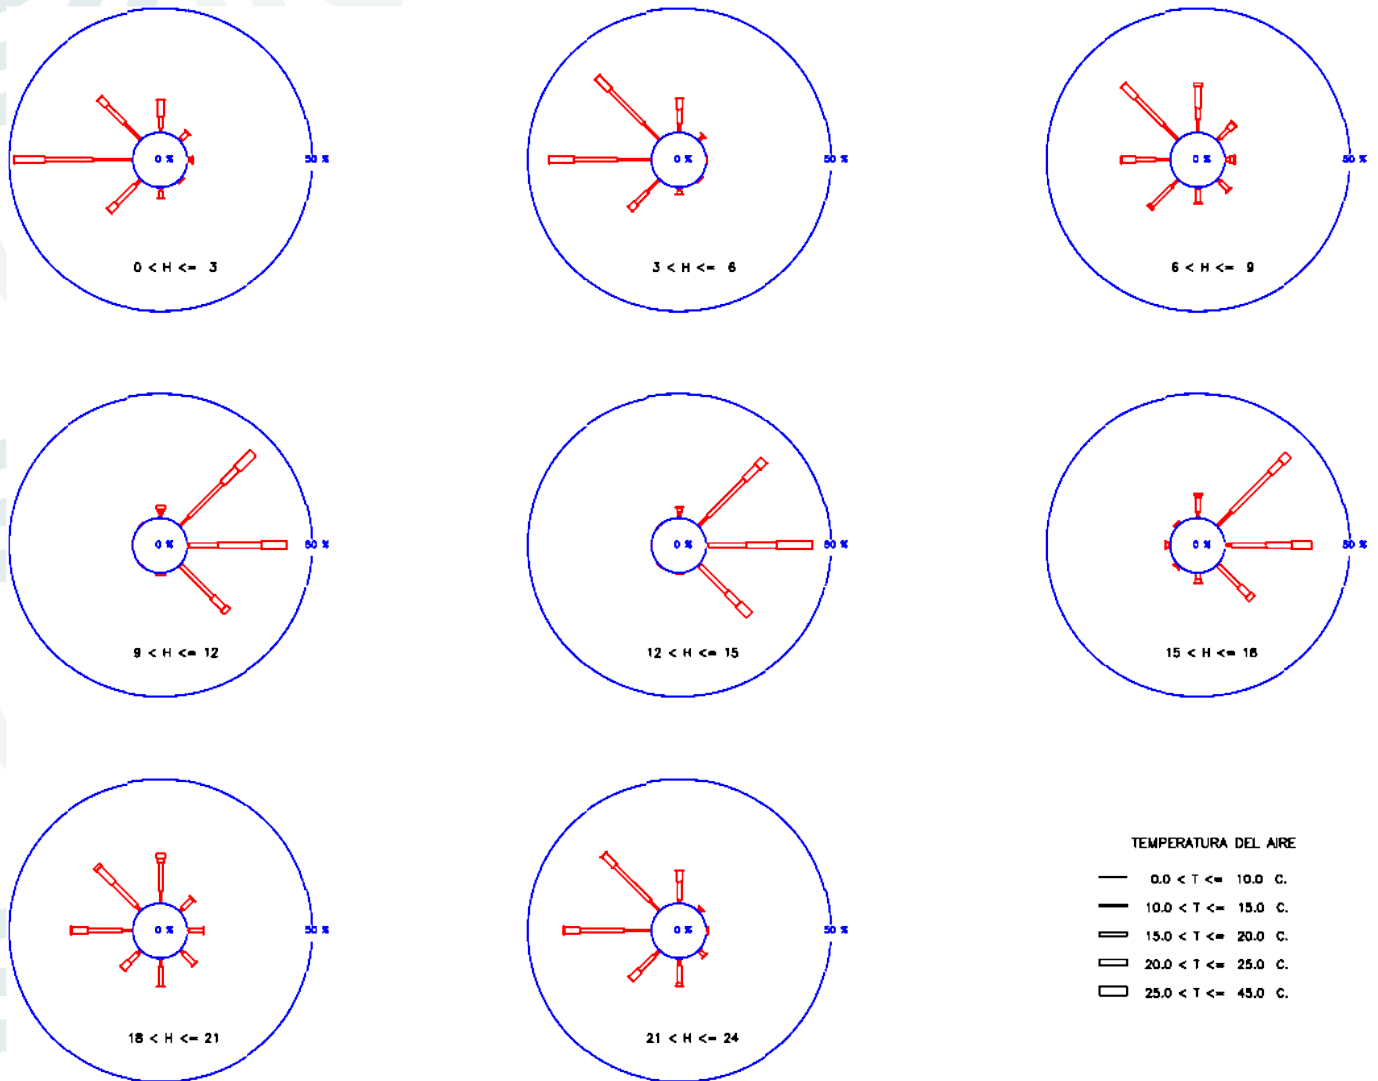 0 % 50 %
0 < H <= 3
0 % 50 %
3 < H <= 6
0 % 50 %
6 < H <= 9
0 % 50 %
9 < H <= 12
0 % 50 %
12 < H <= 15
0 % 50 %
15 < H <= 18
0 % 50 %
18 < H <= 21
0 % 50 %
21 < H <= 24
TEMPERATURA DEL AIRE
0.0 < T <= 10.0 C.
10.0 < T <= 15.0 C.
15.0 < T <= 20.0 C.
20.0 < T <= 25.0 C.
25.0 < T <= 45.0 C.